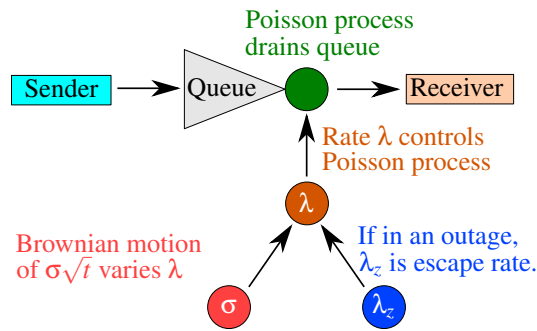 Poisson process
drains queue
Sender
Queue
Receiver
Rate λ controls
Poisson process
λ
Brownian motion
of σ√t varies λ
If in an outage,
λz is escape rate.
σ
λz